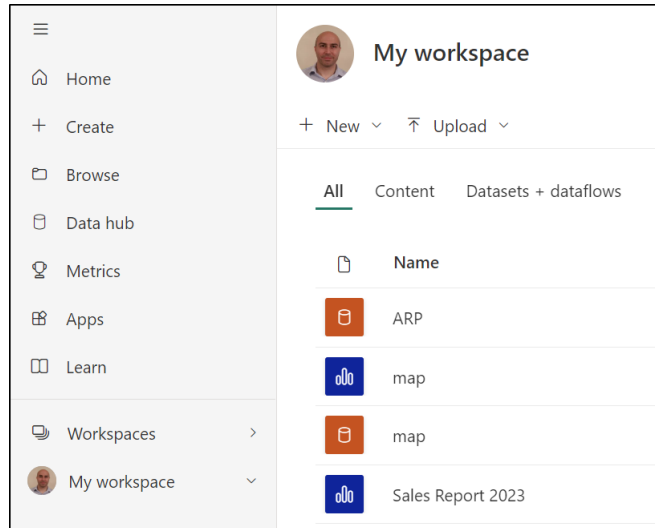 Home
Create
Browse
Data hub
Metrics
Apps
Learn
Workspaces
My workspace
My workspace
+ New Upload
All Content Datasets + dataflows
Name
ARP
map
map
Sales Report 2023